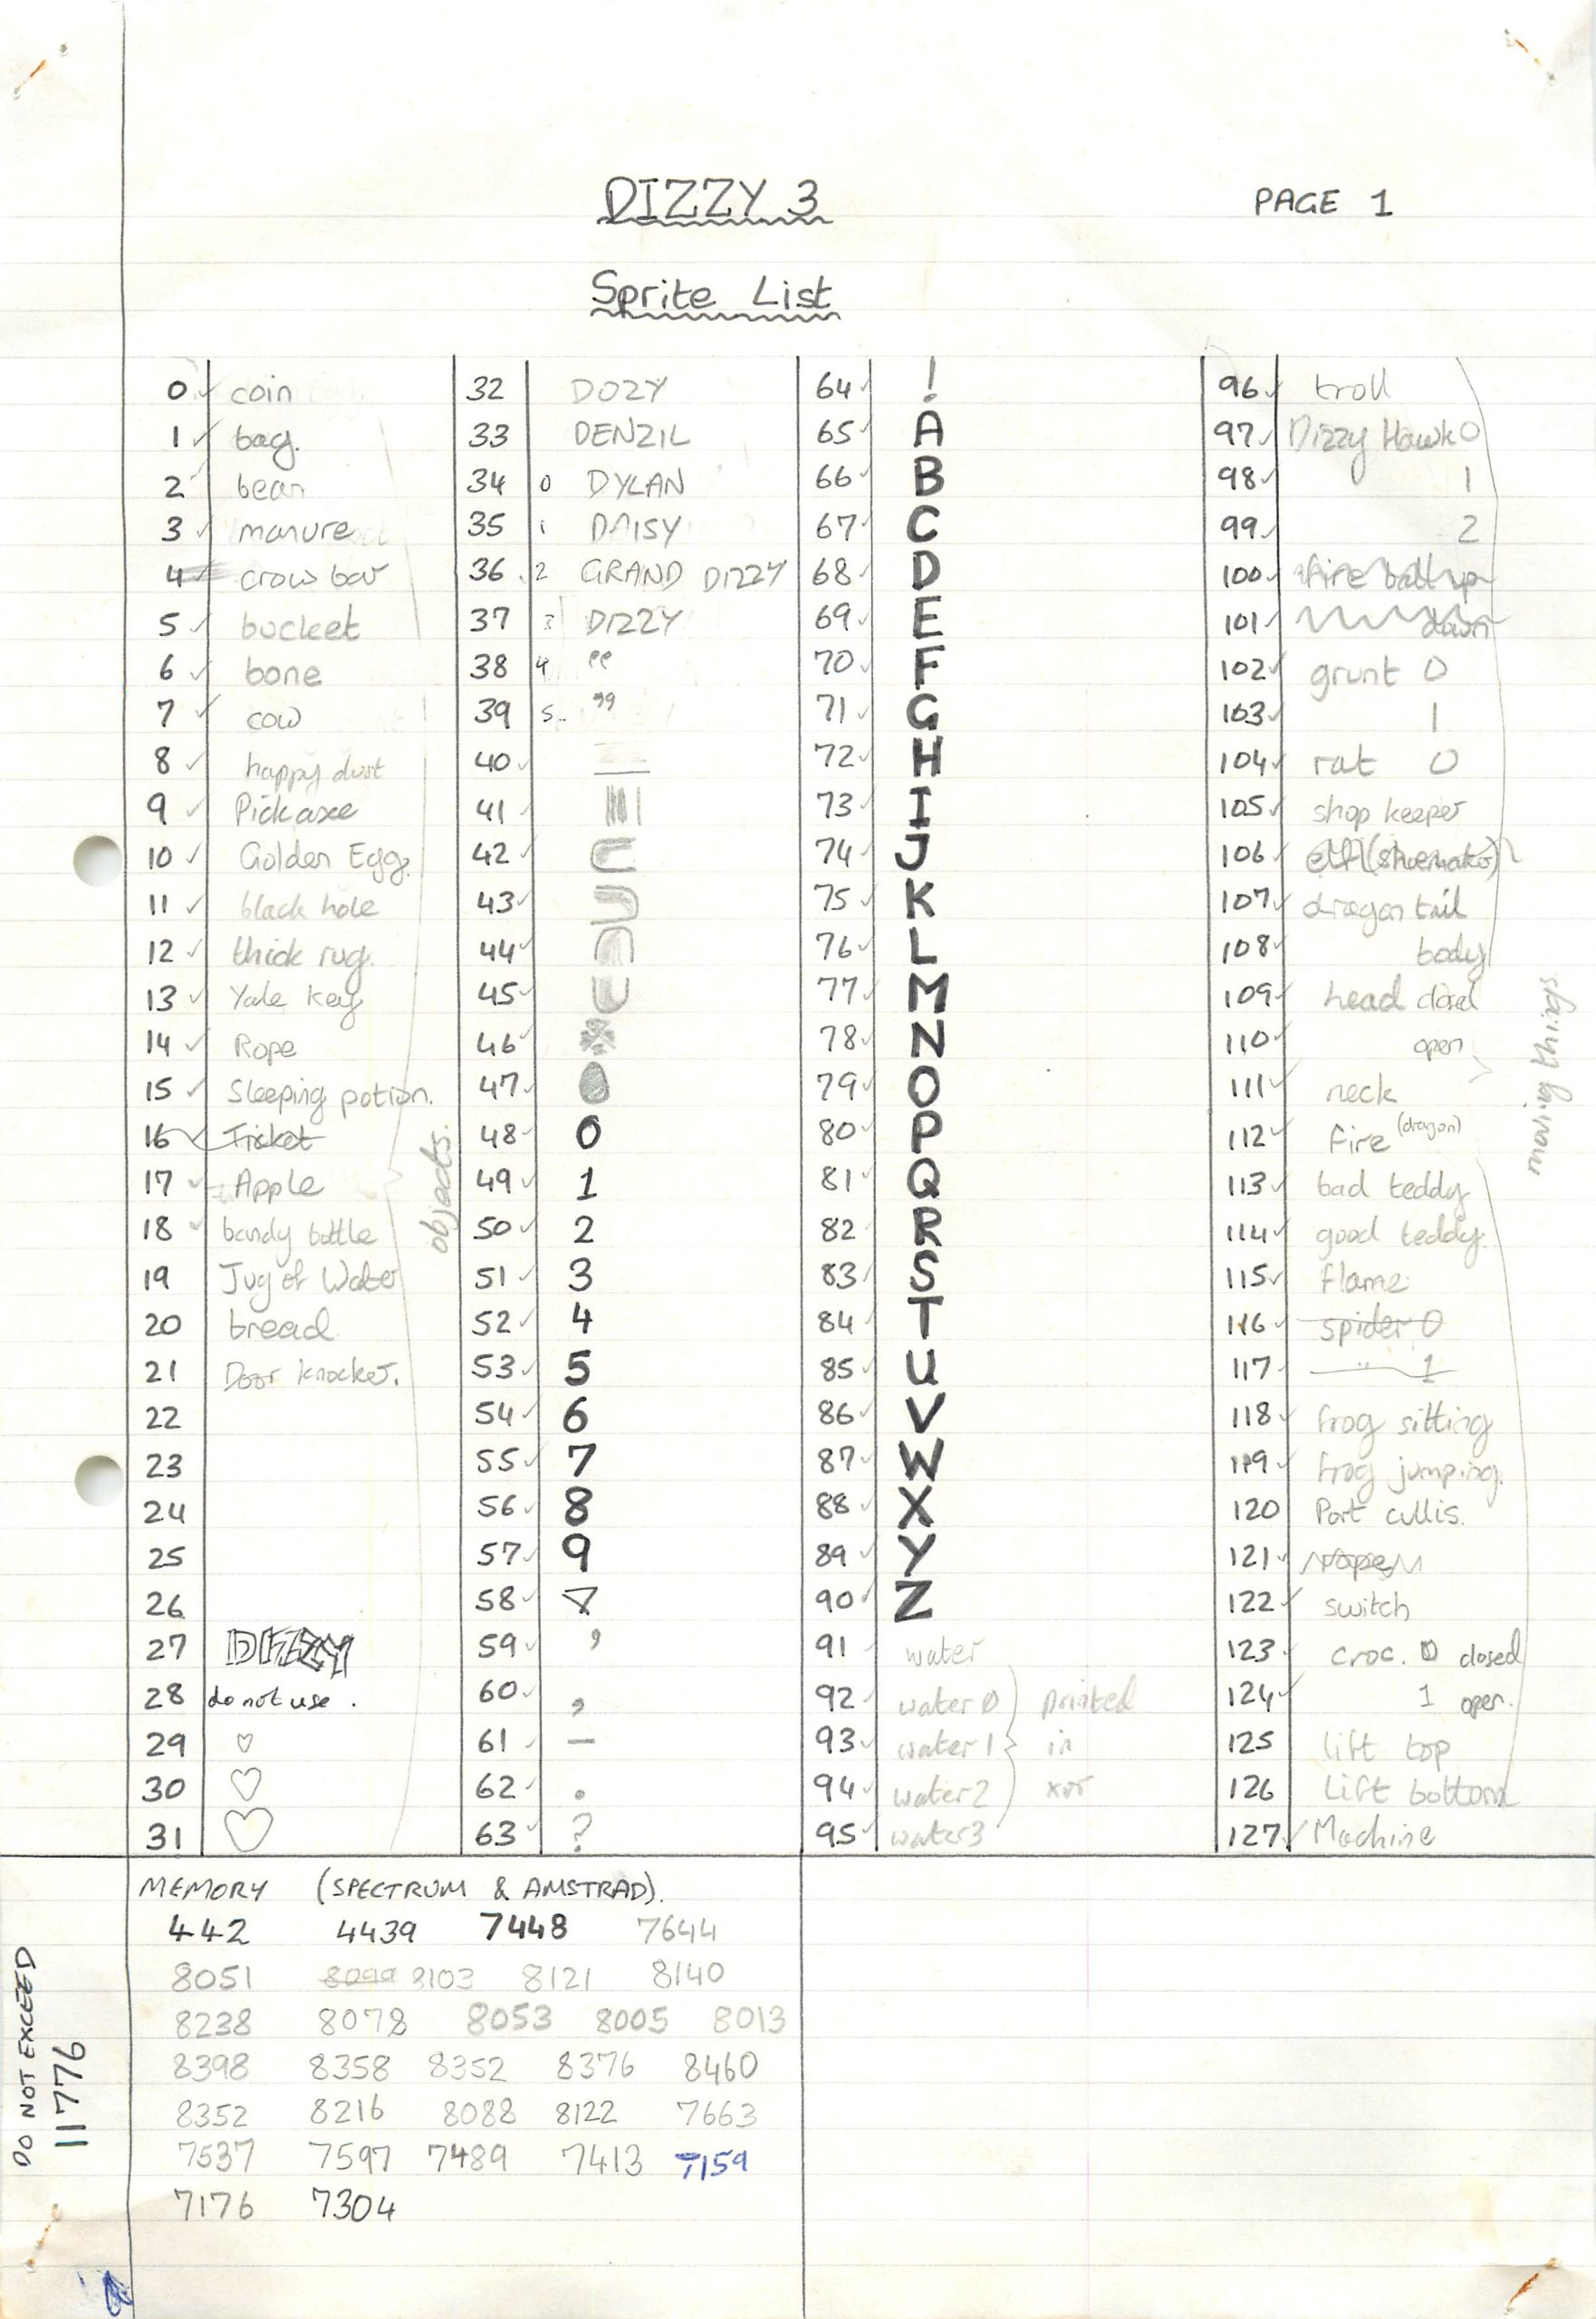 DIZZY 3
PAGE 1
Sprite List
0 coin
1 bag.
2 bean
3 manure
4 crow bar
5 bucket
6 bone
7 cow
8 happy dust
9 Pickaxe
10 Golden Egg.
11 black hole
12 thick rug.
13 Yale Key
14 Rope
15 Sleeping potion.
16 Ticket
17 Apple
18 bandy bottle
19 Jug of Water
20 bread
21 Door knocker.
22
23
24
25
26
27 DIZZY
28 do not use.
29
30
31
objects.
32 DOZY
33 DENZIL
34 0 DYLAN
35 1 DAISY
36 2 GRAND DIZZY
37 3 DIZZY
38 4 "
39 5 "
40
41
42
43
44
45
46
47
48 0
49 1
50 2
51 3
52 4
53 5
54 6
55 7
56 8
57 9
58
59 '
60 ,
61 –
62 .
63 ?
64 !
65 A
66 B
67 C
68 D
69 E
70 F
71 G
72 H
73 I
74 J
75 K
76 L
77 M
78 N
79 O
80 P
81 Q
82 R
83 S
84 T
85 U
86 V
87 W
88 X
89 Y
90 Z
91 water
92 water 0
93 water 1
94 water 2
95 water 3
printed
in
xor
96 troll
97 Dizzy Hawk 0
98 1
99 2
100 fire ball up
101 down
102 grunt 0
103 1
104 rat 0
105 shop keeper
106 elf (shoemaker)
107 dragon tail
108 body
109 head closed
110 open
111 neck
112 fire (dragon)
113 bad teddy
114 good teddy.
115 flame
116 spider 0
117 " 1
118 frog sitting
119 frog jumping.
120 Port cullis.
121
122 switch
123 croc. 0 closed
124 1 open.
125 lift top
126 Lift bottom
127 Machine
moving things
MEMORY (SPECTRUM & AMSTRAD).
442 4439 7448 7644
8051 8099 8103 8121 8140
8238 8078 8053 8005 8013
8398 8358 8352 8376 8460
8352 8216 8088 8122 7663
7537 7597 7489 7413 7159
7176 7304
DO NOT EXCEED
11776